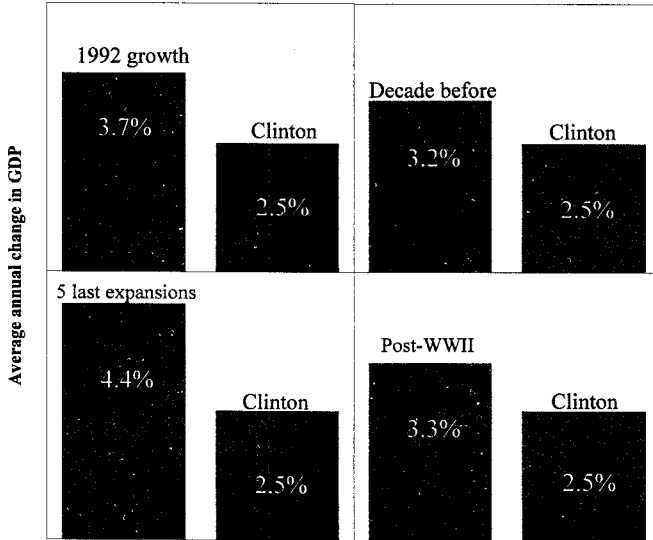 1992 growth
3.7%
Clinton
2.5%
Decade before
3.2%
Clinton
2.5%
5 last expansions
4.4%
Clinton
2.5%
Post-WWII
3.3%
Clinton
2.5%
Average annual change in GDP